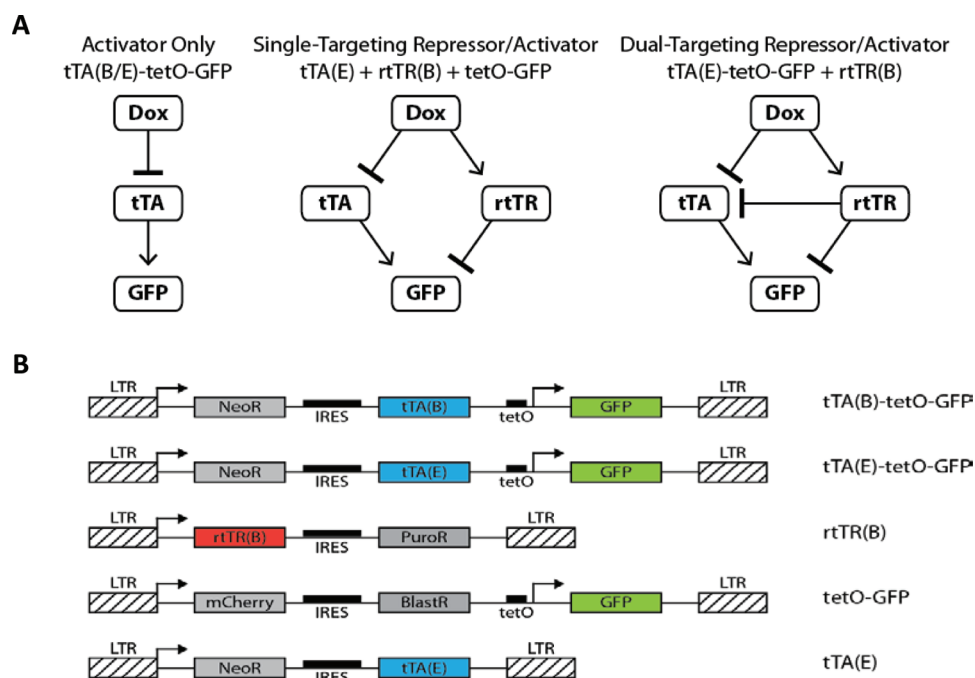 A
Activator Only
tTA(B/E)-tetO-GFP
Dox
tTA
GFP
Single-Targeting Repressor/Activator
tTA(E) + rtTR(B) + tetO-GFP
Dox
tTA
rtTR
GFP
Dual-Targeting Repressor/Activator
tTA(E)-tetO-GFP + rtTR(B)
Dox
tTA
rtTR
GFP
B
LTR NeoR IRES tTA(B) tetO GFP LTR tTA(B)-tetO-GFP
LTR NeoR IRES tTA(E) tetO GFP LTR tTA(E)-tetO-GFP
LTR rtTR(B) IRES PuroR LTR rtTR(B)
LTR mCherry IRES BlastR tetO GFP LTR tetO-GFP
LTR NeoR IRES tTA(E) LTR tTA(E)